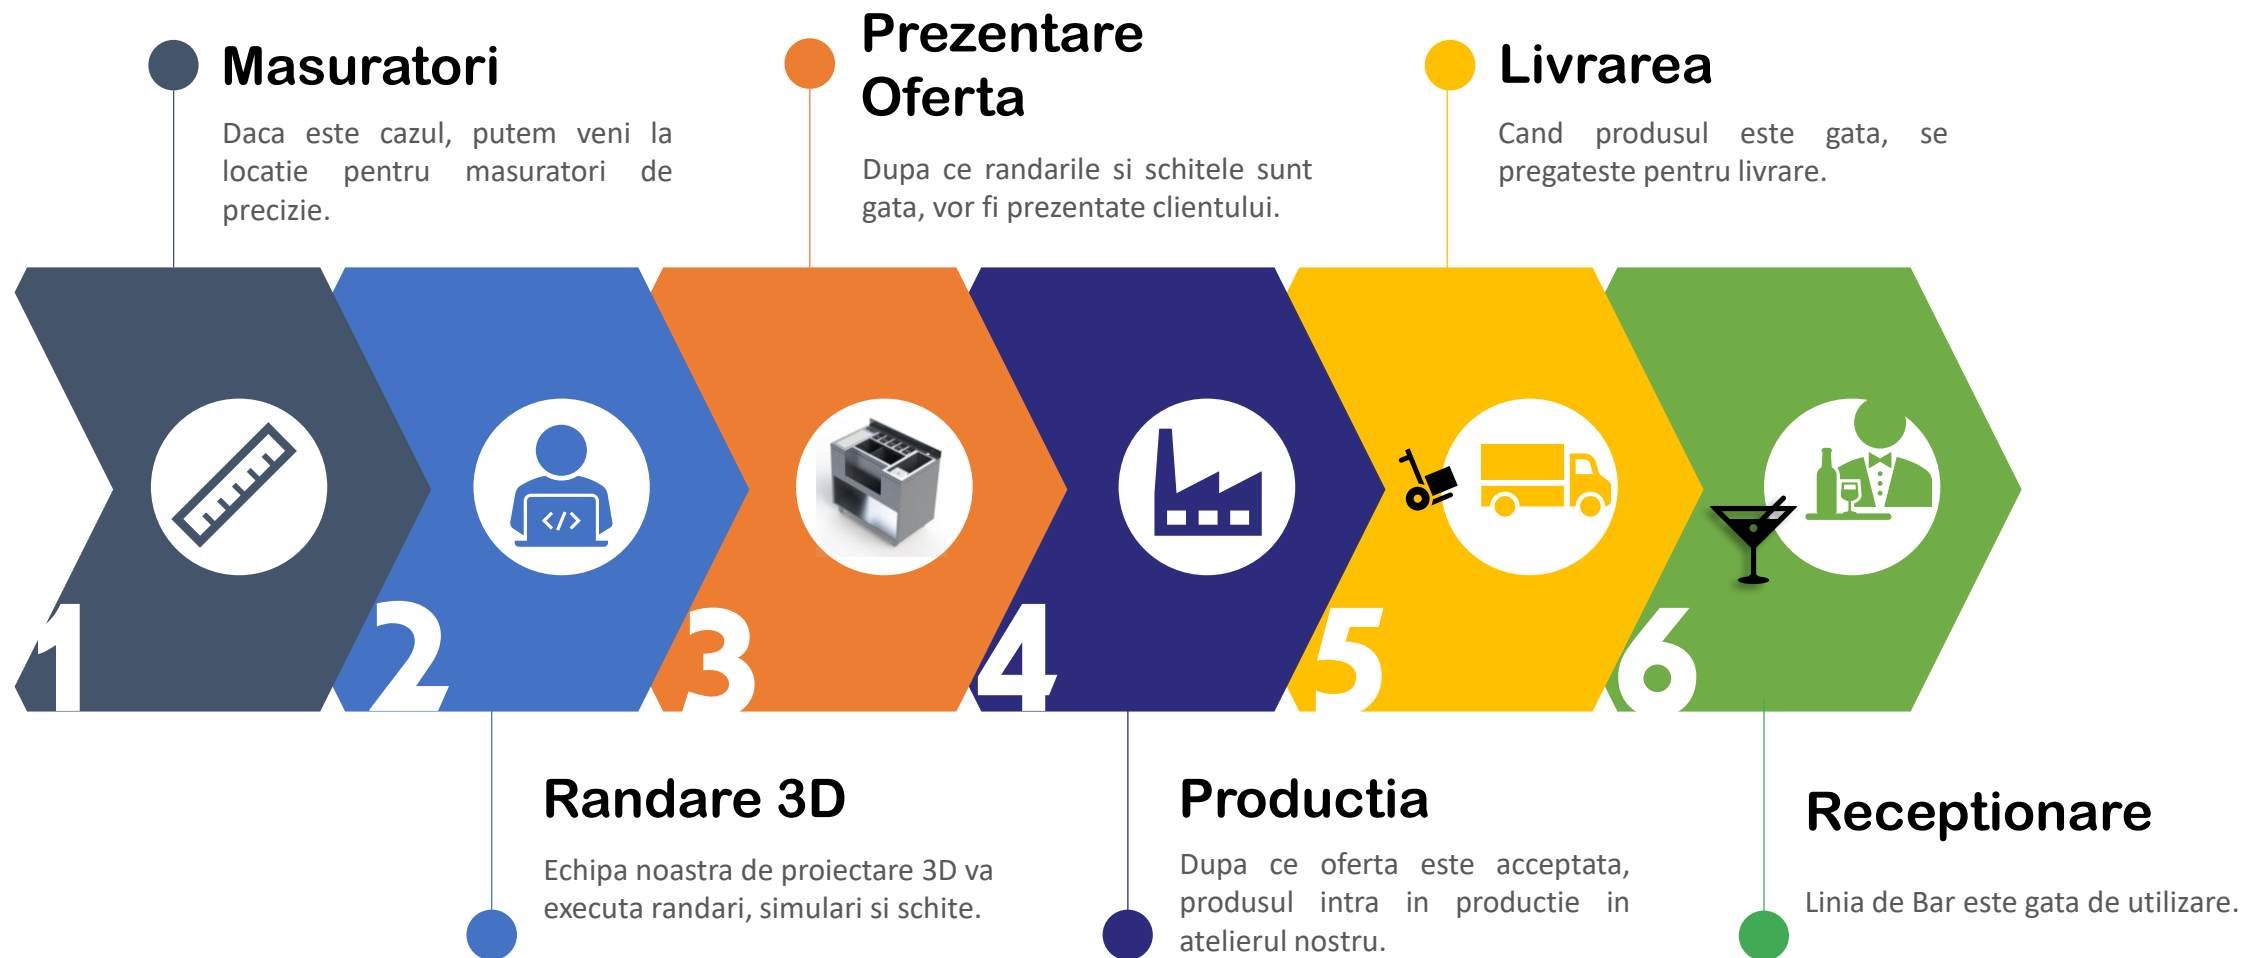 Masuratori
Daca este cazul, putem veni la
locatie pentru masuratori de
precizie.
Prezentare
Oferta
Dupa ce randarile si schitele sunt
gata, vor fi prezentate clientului.
Livrarea
Cand produsul este gata, se
pregateste pentru livrare.
1
2
3
4
5
6
</>
Randare 3D
Echipa noastra de proiectare 3D va
executa randari, simulari si schite.
Productia
Dupa ce oferta este acceptata,
produsul intra in productie in
atelierul nostru.
Receptionare
Linia de Bar este gata de utilizare.